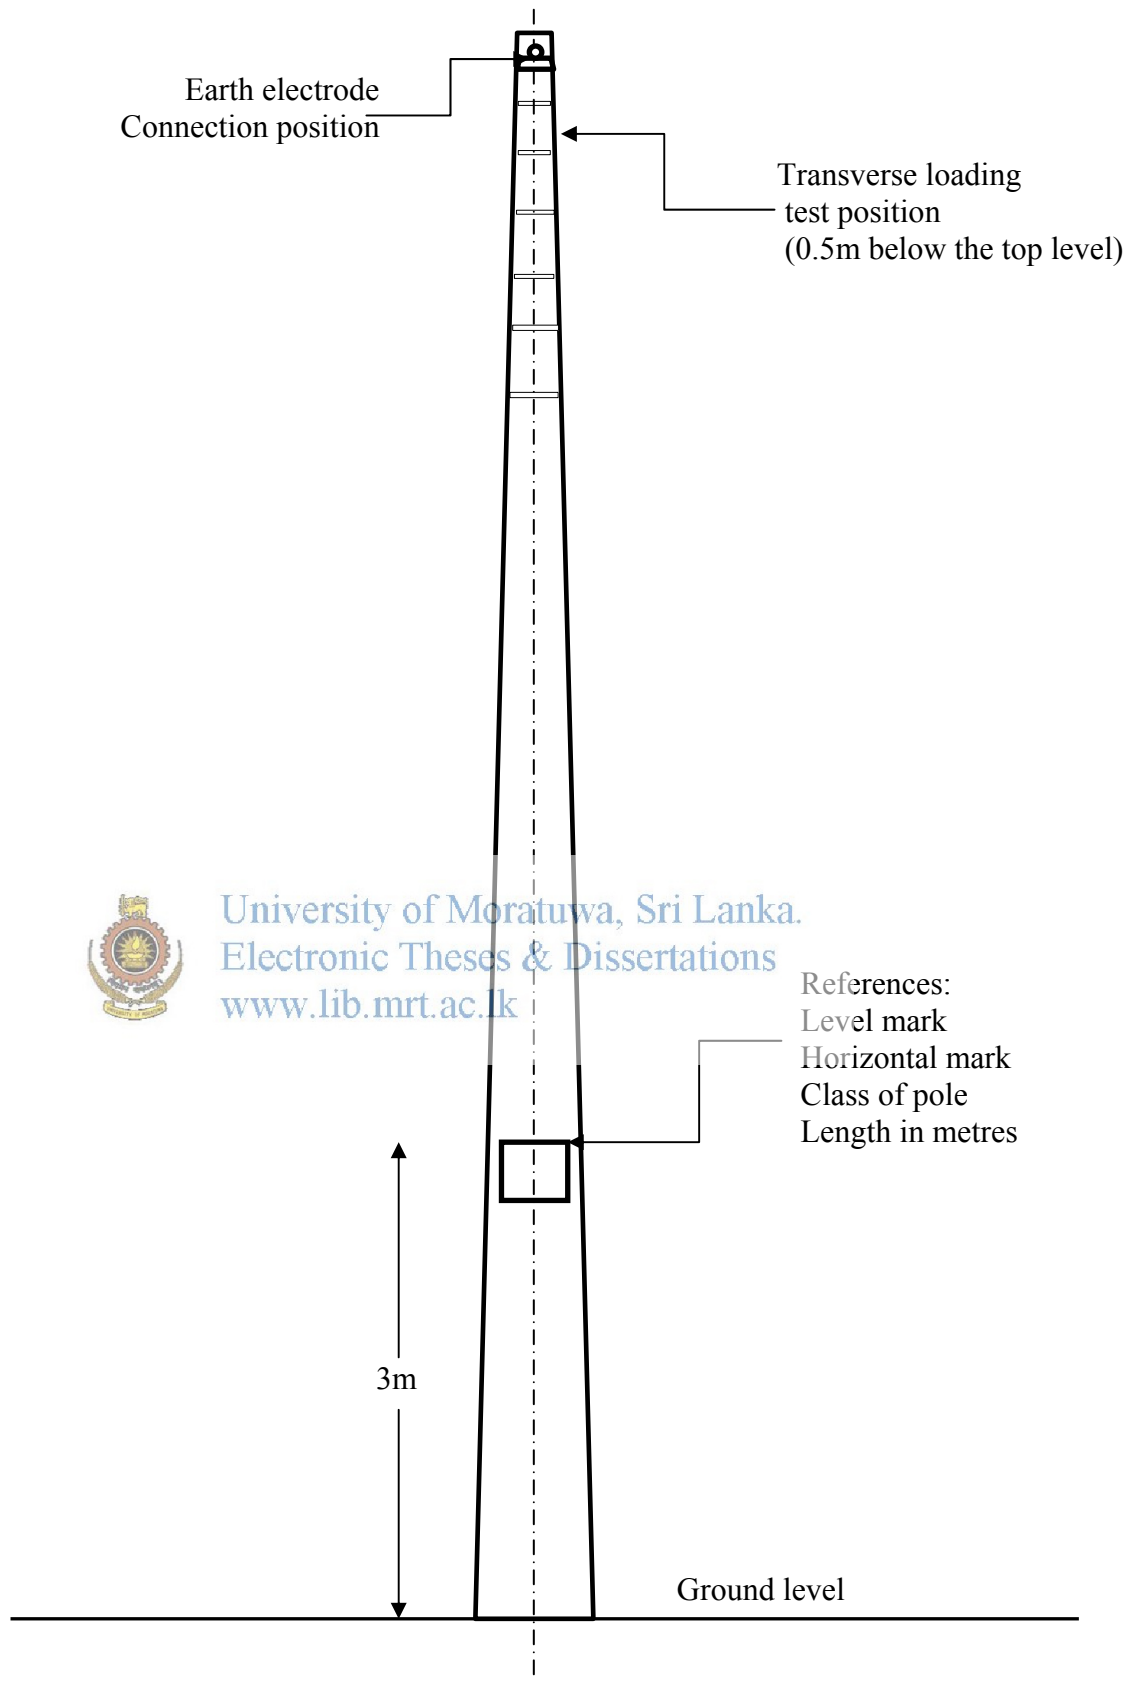 Earth electrode
Connection position
Transverse loading
test position
(0.5m below the top level)
University of Moratuwa, Sri Lanka.
Electronic Theses & Dissertations
www.lib.mrt.ac.lk
References:
Level mark
Horizontal mark
Class of pole
Length in metres
3m
Ground level